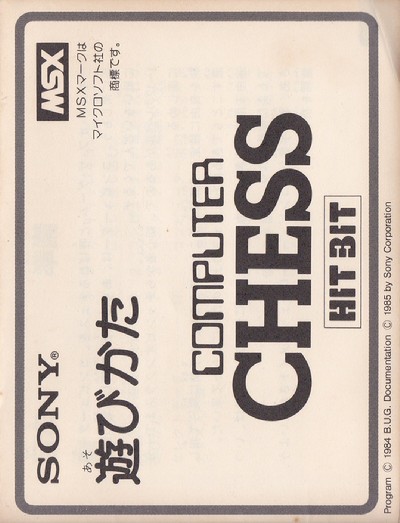 SONY®
MSX
MSXマークは
マイクロソフト社の
商標です。
あそ
遊びかた
COMPUTER
CHESS
HIT BIT
Program © 1984 B.U.G. Documentation © 1985 by Sony Corporation